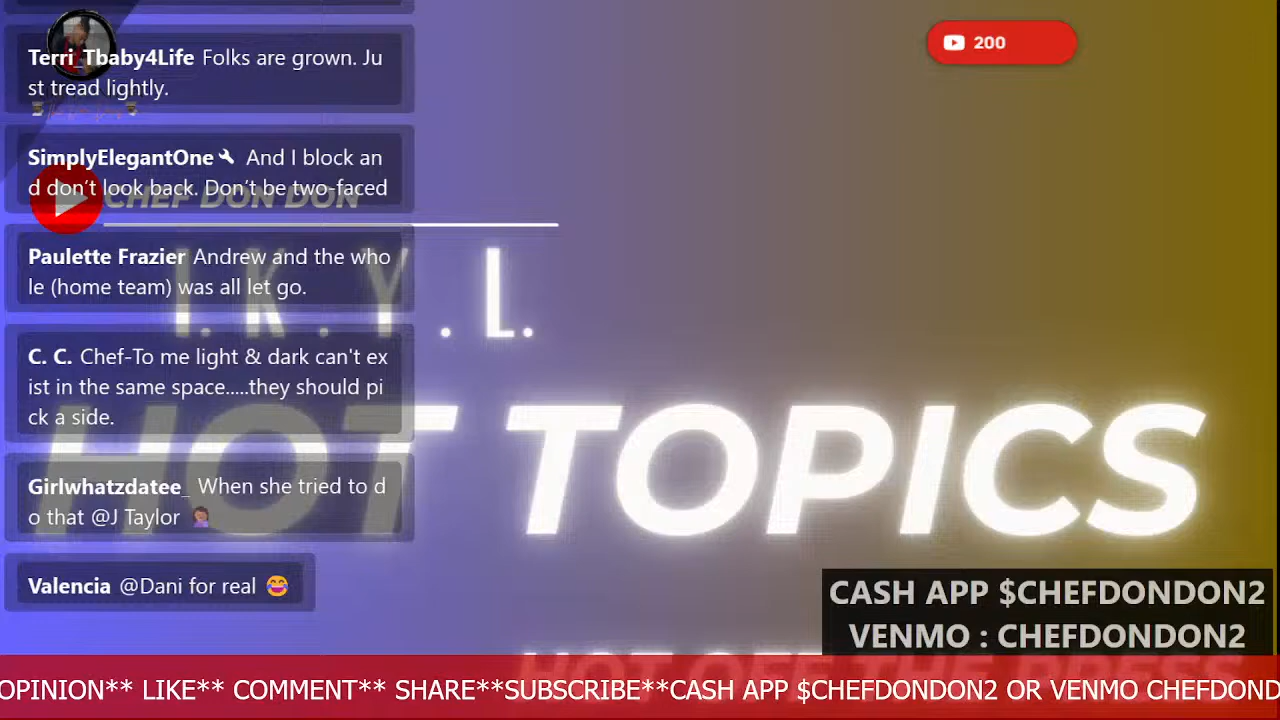 Terri_Tbaby4Life Folks are grown. Ju
st tread lightly.
200
SimplyElegantOne And I block an
d don't look back. Don't be two-faced
CHEF DON DON
Paulette Frazier Andrew and the who
le (home team) was all let go.
I. K. Y. L.
C. C. Chef-To me light & dark can't ex
ist in the same space.....they should pi
ck a side.
HOT TOPICS
Girlwhatzdatee_ When she tried to d
o that @J Taylor 🤦🏽‍♀️
Valencia @Dani for real 😂
CASH APP $CHEFDONDON2
VENMO : CHEFDONDON2
HOT OFF THE PRESS
OPINION** LIKE** COMMENT** SHARE**SUBSCRIBE**CASH APP $CHEFDONDON2 OR VENMO CHEFDOND